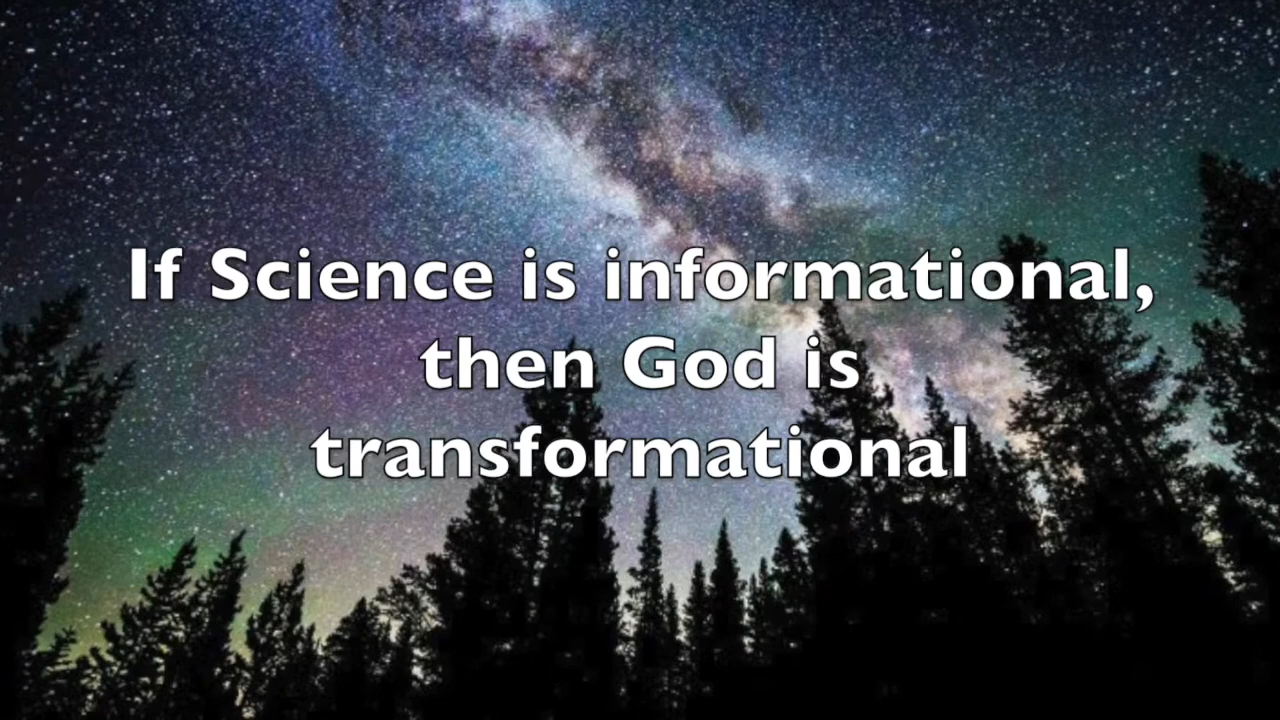 If Science is informational,
then God is
transformational